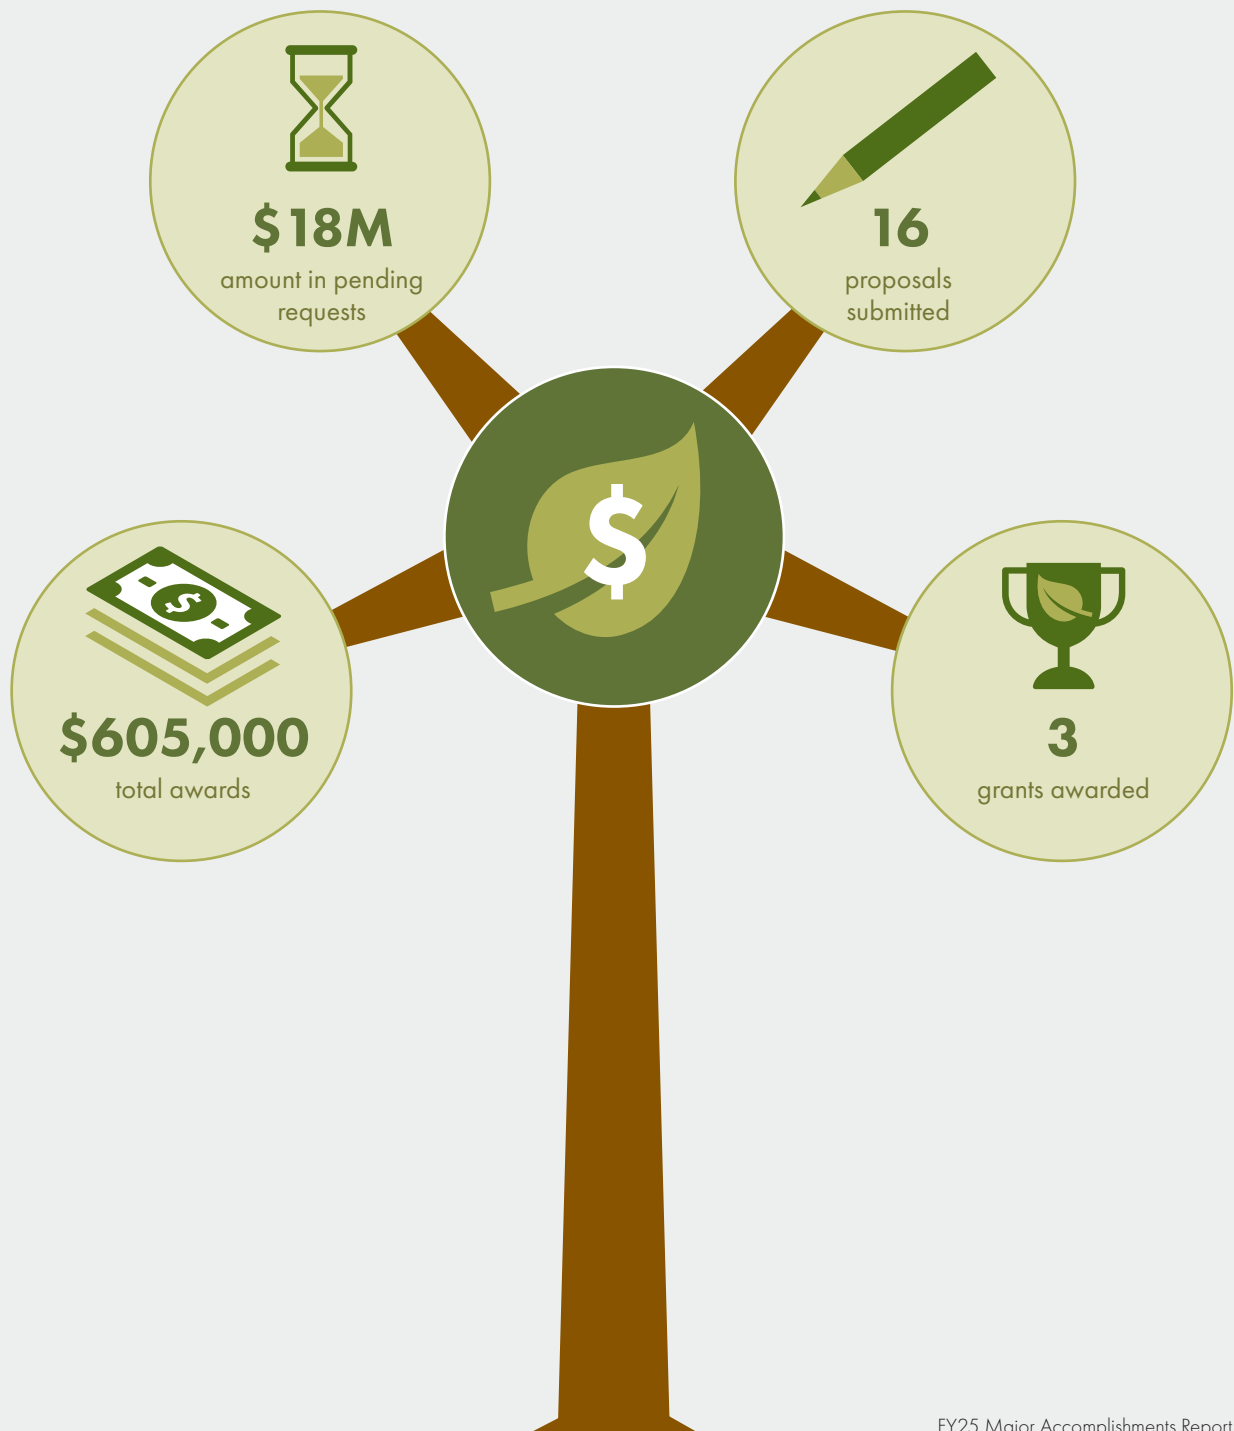 $18M
amount in pending
requests
16
proposals
submitted
$
$
$605,000
total awards
3
grants awarded
FY25 Major Accomplishments Report